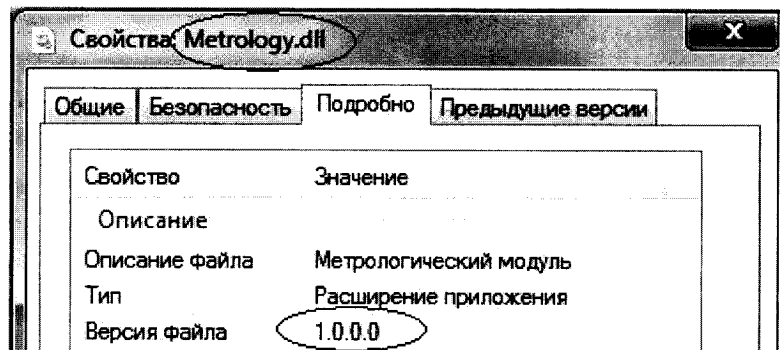 Свойства: Metrology.dll
X
Общие Безопасность Подробно Предыдущие версии
Свойство Значение
Описание
Описание файла Метрологический модуль
Тип Расширение приложения
Версия файла 1.0.0.0